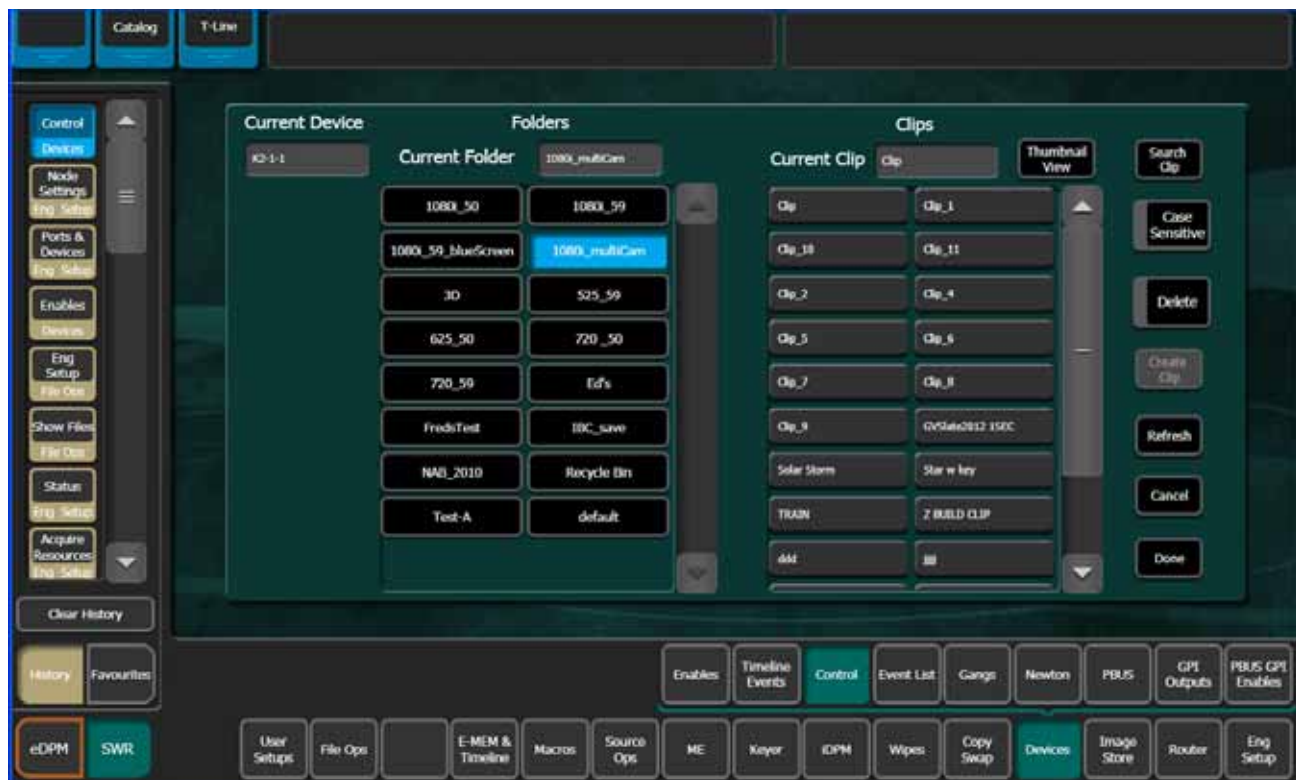 Catalog
T-Line
Control
Devices
Node
Settings
Eng Setup
Ports &
Devices
Eng Setup
Enables
Devices
Eng
Setup
File Ops
Show Files
File Ops
Status
Eng Setup
Acquire
Resources
Eng Setup
Clear History
History
Favourites
eDPM
SWR
Current Device
K2-1-1
Folders
Current Folder
1080i_multiCam
1080i_50
1080i_59
1080i_59_blueScreen
1080i_multiCam
3D
525_59
625_50
720_50
720_59
Ed's
FredsTest
IBC_save
NAB_2010
Recycle Bin
Test-A
default
Clips
Current Clip
Clip
Thumbnail
View
Clip
Clip_1
Clip_10
Clip_11
Clip_2
Clip_4
Clip_5
Clip_6
Clip_7
Clip_8
Clip_9
GVSlate2012 1SEC
Solar Storm
Star w key
TRAIN
Z BUILD CLIP
ddd
jjjj
Search
Clip
Case
Sensitive
Delete
Create
Clip
Refresh
Cancel
Done
Enables
Timeline
Events
Control
Event List
Gangs
Newton
PBUS
GPI
Outputs
PBUS GPI
Enables
User
Setups
File Ops
E-MEM &
Timeline
Macros
Source
Ops
ME
Keyer
iDPM
Wipes
Copy
Swap
Devices
Image
Store
Router
Eng
Setup